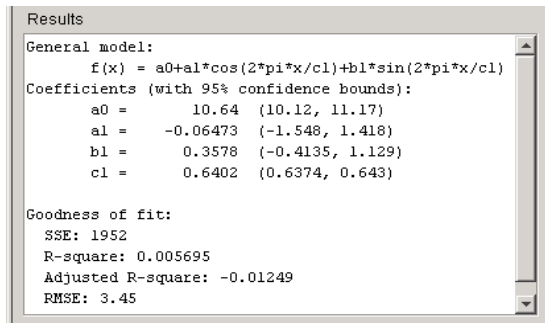 Results
General model:
f(x) = a0+a1*cos(2*pi*x/c1)+b1*sin(2*pi*x/c1)
Coefficients (with 95% confidence bounds):
a0 = 10.64 (10.12, 11.17)
a1 = -0.06473 (-1.548, 1.418)
b1 = 0.3578 (-0.4135, 1.129)
c1 = 0.6402 (0.6374, 0.643)
Goodness of fit:
SSE: 1952
R-square: 0.005695
Adjusted R-square: -0.01249
RMSE: 3.45